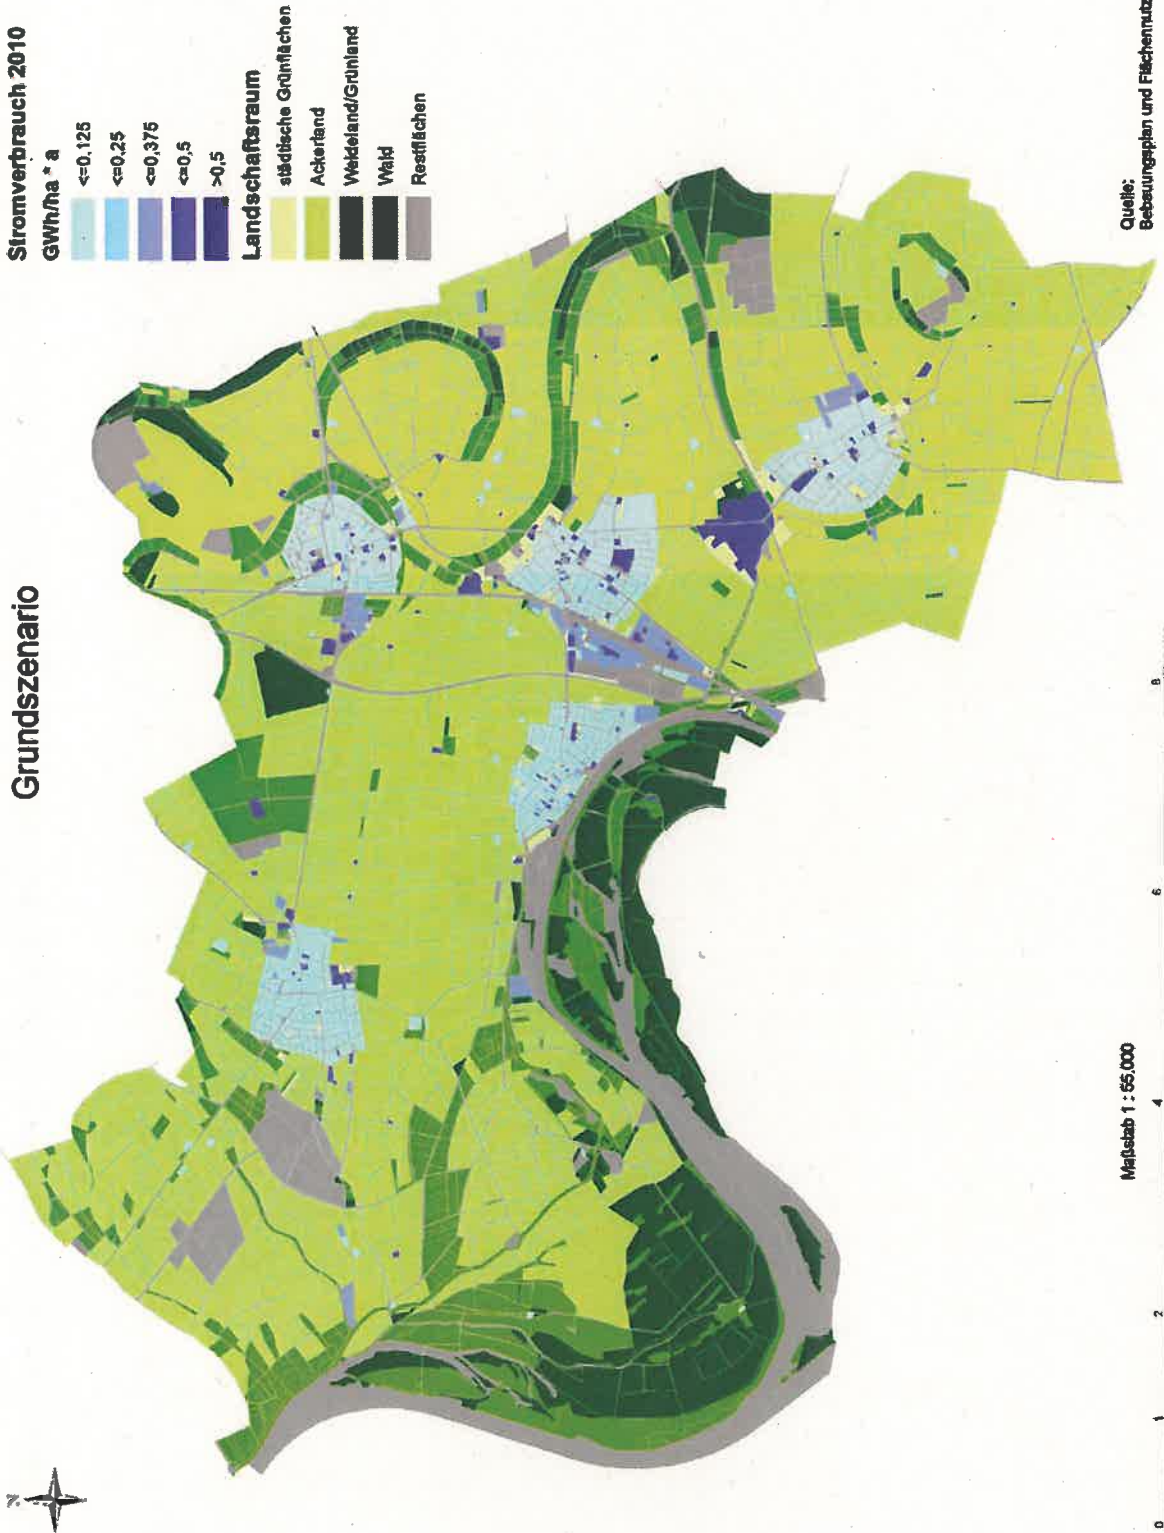 Grundszenario
Stromverbrauch 2010
GWh/ha * a
<=0,125
<=0,25
<=0,375
<=0,5
>0,5
Landschaftsraum
städtische Grünflächen
Ackerland
Weideland/Grünland
Wald
Restflächen
N
Maßstab 1 : 55.000
0 1 2 4 6 8
Quelle:
Bebauungsplan und Flächennutz